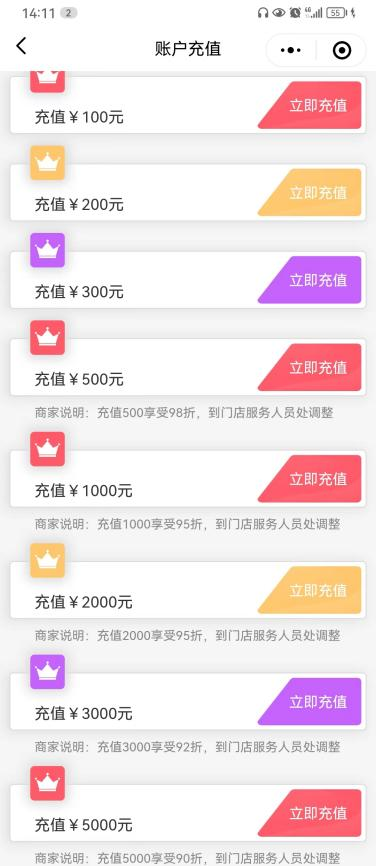 14:11 2
55
账户充值
充值￥100元
立即充值
充值￥200元
立即充值
充值￥300元
立即充值
充值￥500元
立即充值
商家说明：充值500享受98折，到门店服务人员处调整
充值￥1000元
立即充值
商家说明：充值1000享受95折，到门店服务人员处调整
充值￥2000元
立即充值
商家说明：充值2000享受95折，到门店服务人员处调整
充值￥3000元
立即充值
商家说明：充值3000享受92折，到门店服务人员处调整
充值￥5000元
立即充值
商家说明：充值5000享受90折，到门店服务人员处调整